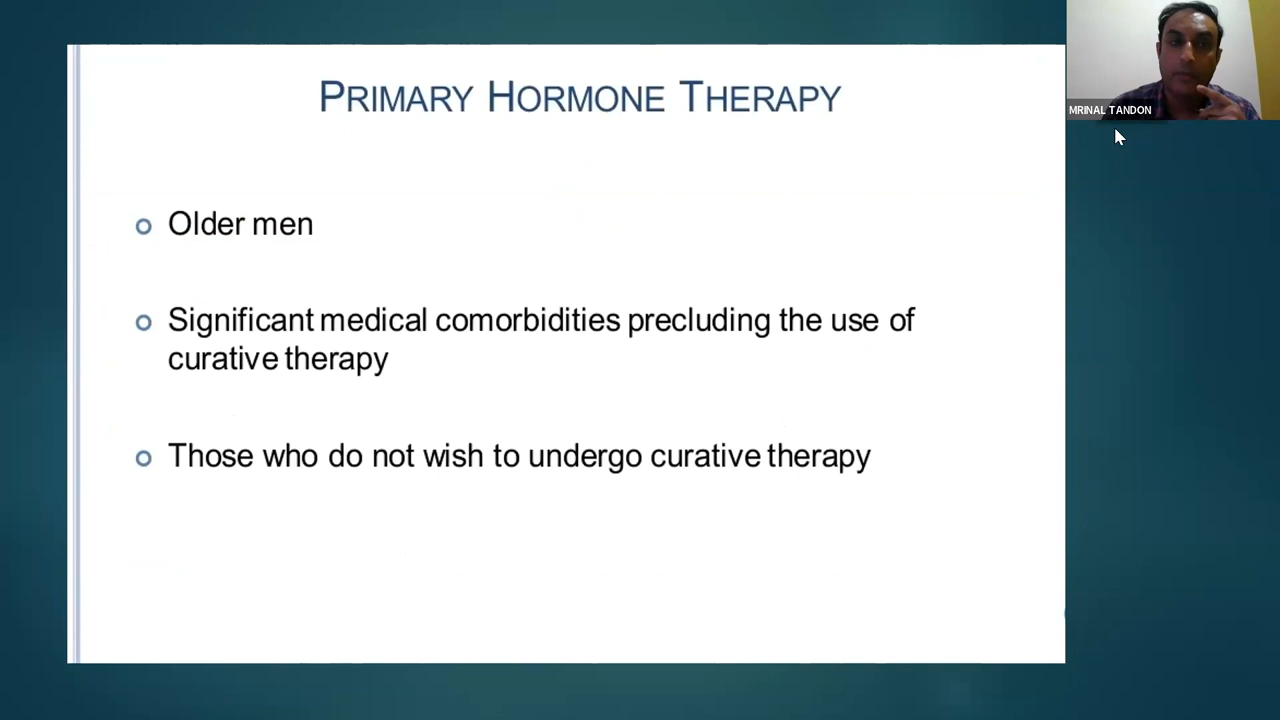 PRIMARY HORMONE THERAPY
MRINAL TANDON
Older men
Significant medical comorbidities precluding the use of
curative therapy
Those who do not wish to undergo curative therapy